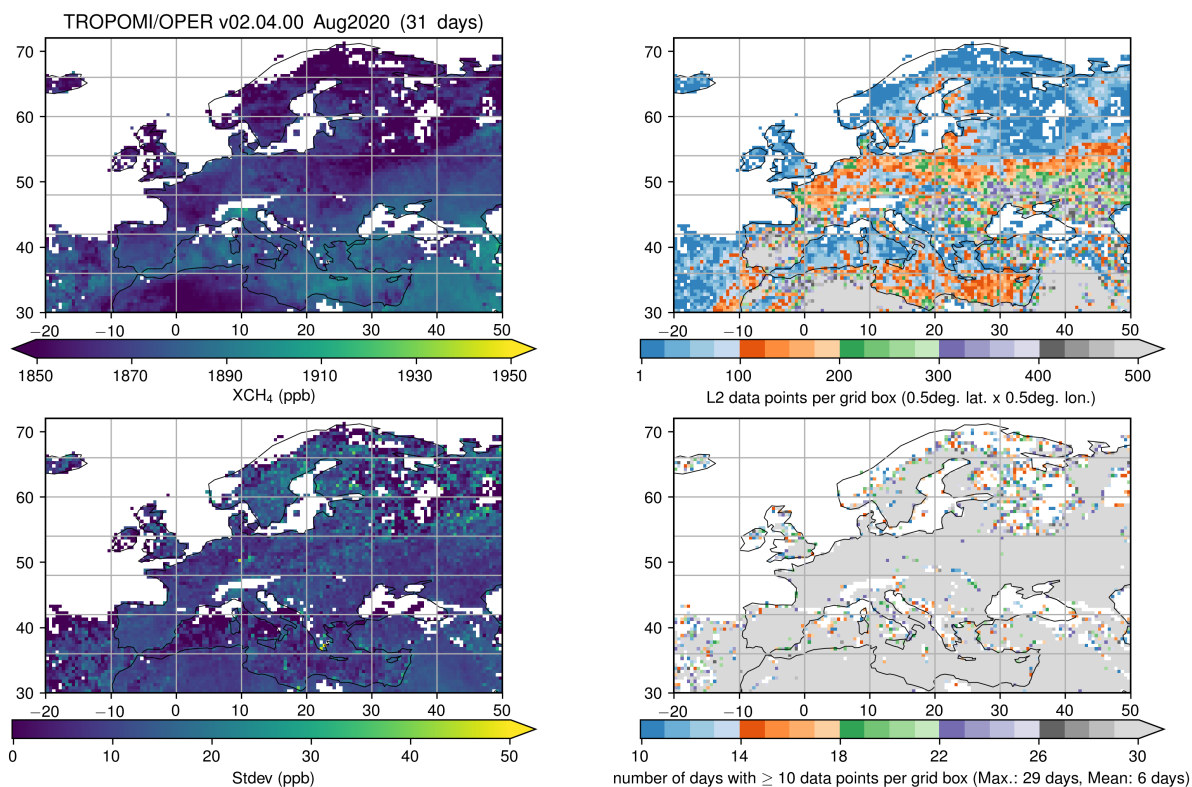 TROPOMI/OPER v02.04.00 Aug2020 (31 days)
70
60
50
40
30
−20 −10 0 10 20 30 40 50
1850 1870 1890 1910 1930 1950
XCH₄ (ppb)
70
60
50
40
30
−20 −10 0 10 20 30 40 50
1 100 200 300 400 500
L2 data points per grid box (0.5deg. lat. x 0.5deg. lon.)
70
60
50
40
30
−20 −10 0 10 20 30 40 50
0 10 20 30 40 50
Stdev (ppb)
70
60
50
40
30
−20 −10 0 10 20 30 40 50
10 14 18 22 26 30
number of days with ≥ 10 data points per grid box (Max.: 29 days, Mean: 6 days)